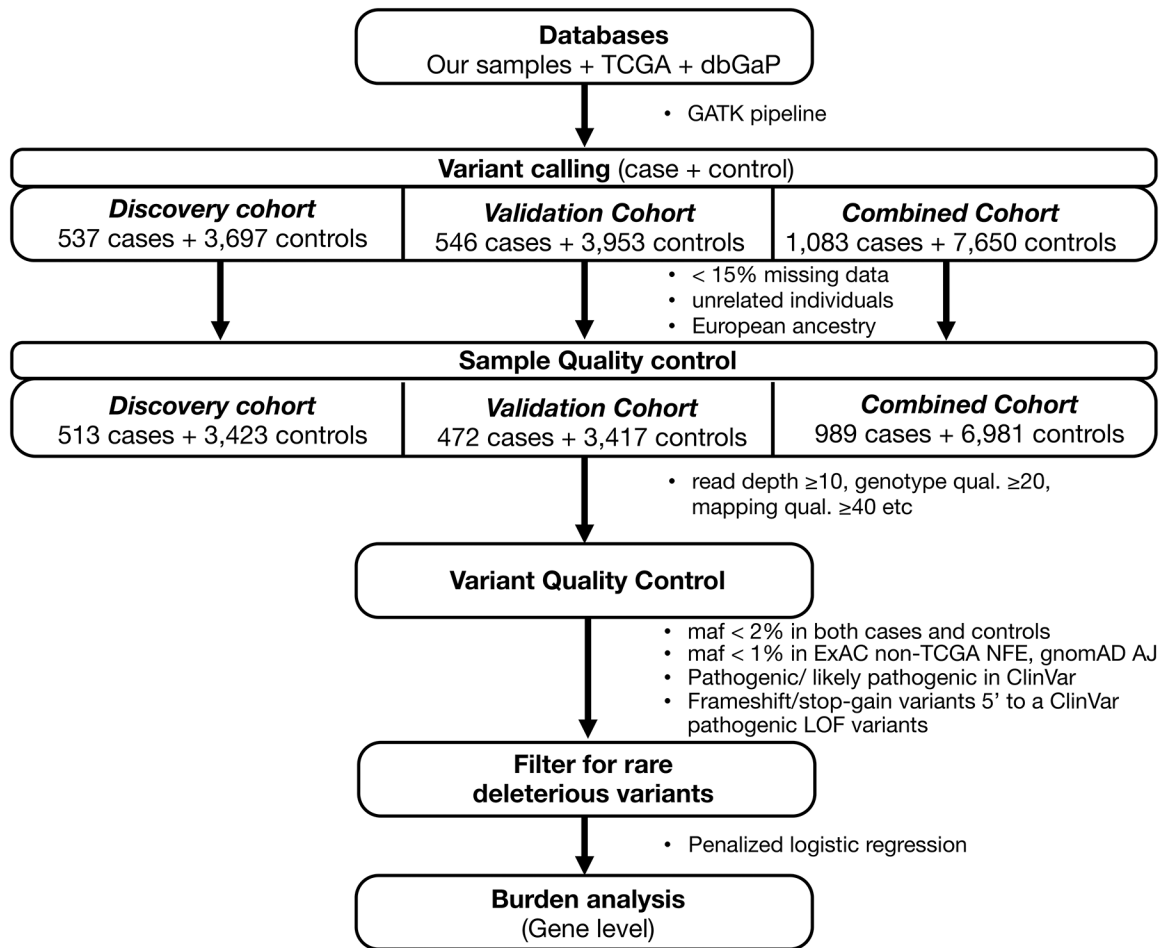 Databases
Our samples + TCGA + dbGaP
• GATK pipeline
Variant calling (case + control)
Discovery cohort
537 cases + 3,697 controls
Validation Cohort
546 cases + 3,953 controls
Combined Cohort
1,083 cases + 7,650 controls
• < 15% missing data
• unrelated individuals
• European ancestry
Sample Quality control
Discovery cohort
513 cases + 3,423 controls
Validation Cohort
472 cases + 3,417 controls
Combined Cohort
989 cases + 6,981 controls
• read depth ≥10, genotype qual. ≥20,
mapping qual. ≥40 etc
Variant Quality Control
• maf < 2% in both cases and controls
• maf < 1% in ExAC non-TCGA NFE, gnomAD AJ
• Pathogenic/ likely pathogenic in ClinVar
• Frameshift/stop-gain variants 5’ to a ClinVar
pathogenic LOF variants
Filter for rare
deleterious variants
• Penalized logistic regression
Burden analysis
(Gene level)